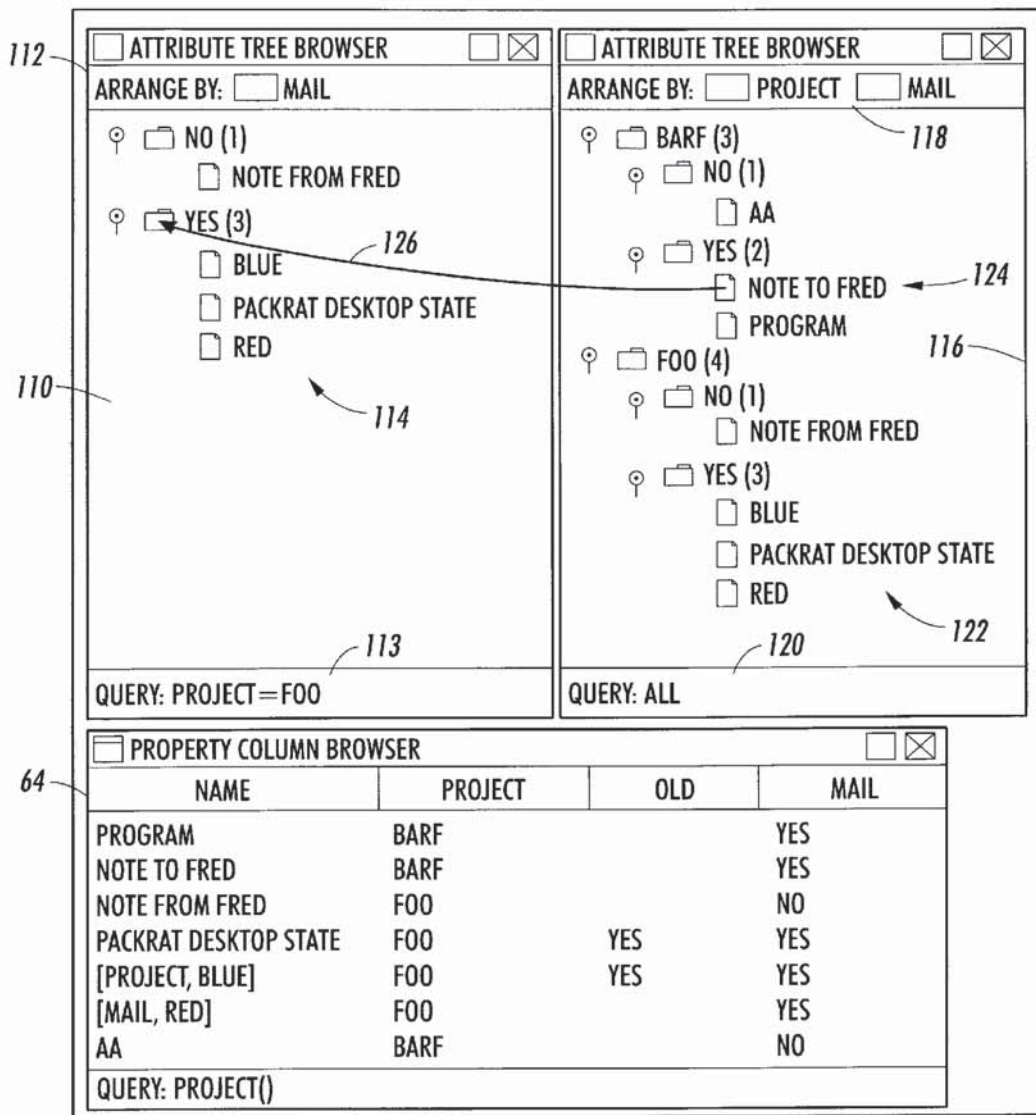 112
ATTRIBUTE TREE BROWSER
ARRANGE BY: MAIL
NO (1)
NOTE FROM FRED
YES (3)
126
BLUE
PACKRAT DESKTOP STATE
RED
110
114
113
QUERY: PROJECT=FOO
ATTRIBUTE TREE BROWSER
ARRANGE BY: PROJECT MAIL
118
BARF (3)
NO (1)
AA
YES (2)
NOTE TO FRED
124
PROGRAM
116
FOO (4)
NO (1)
NOTE FROM FRED
YES (3)
BLUE
PACKRAT DESKTOP STATE
RED
122
120
QUERY: ALL
PROPERTY COLUMN BROWSER
64
NAME PROJECT OLD MAIL
PROGRAM BARF YES
NOTE TO FRED BARF YES
NOTE FROM FRED FOO NO
PACKRAT DESKTOP STATE FOO YES YES
[PROJECT, BLUE] FOO YES YES
[MAIL, RED] FOO YES
AA BARF NO
QUERY: PROJECT()